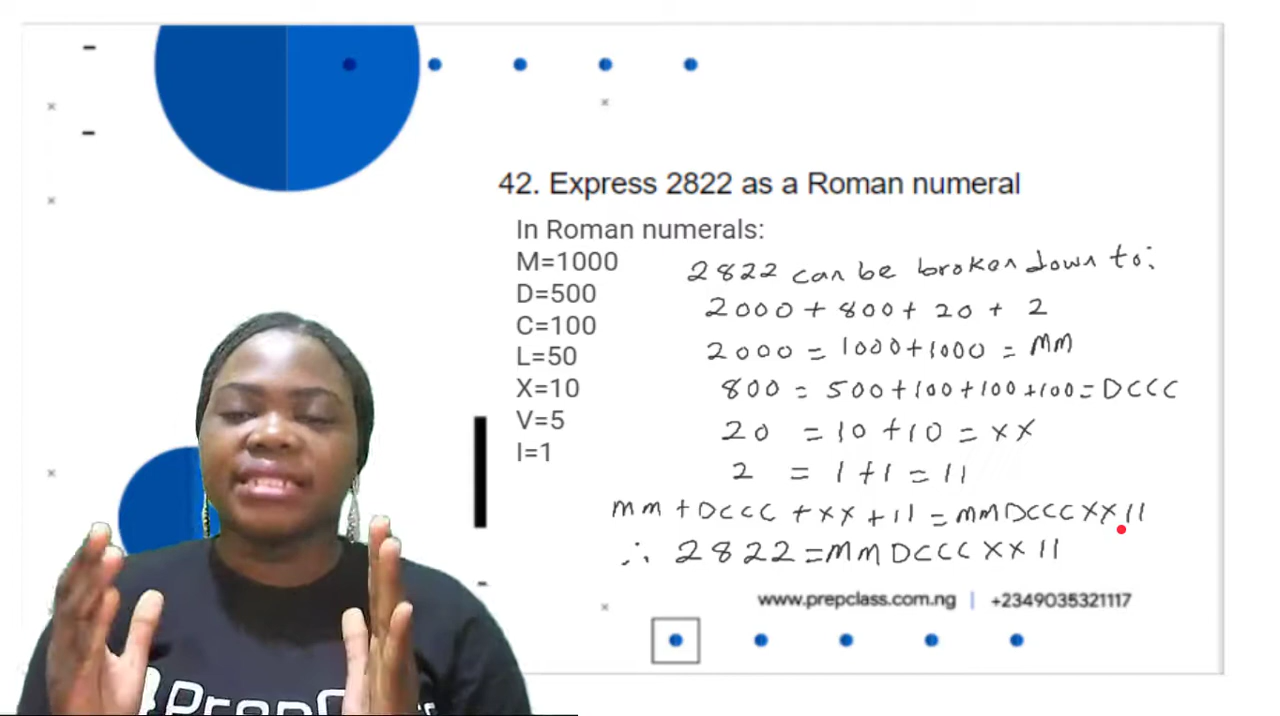 42. Express 2822 as a Roman numeral
In Roman numerals:
M=1000
D=500
C=100
L=50
X=10
V=5
I=1
2822 can be broken down to:
2000 + 800 + 20 + 2
2000 = 1000+1000 = MM
800 = 500+100+100+100=DCCC
20 = 10 +10 = XX
2 = 1 +1 = II
MM + DCCC + XX + II = MMDCCCXXII
∴ 2822 = MMDCCCXXII
www.prepclass.com.ng | +2349035321117